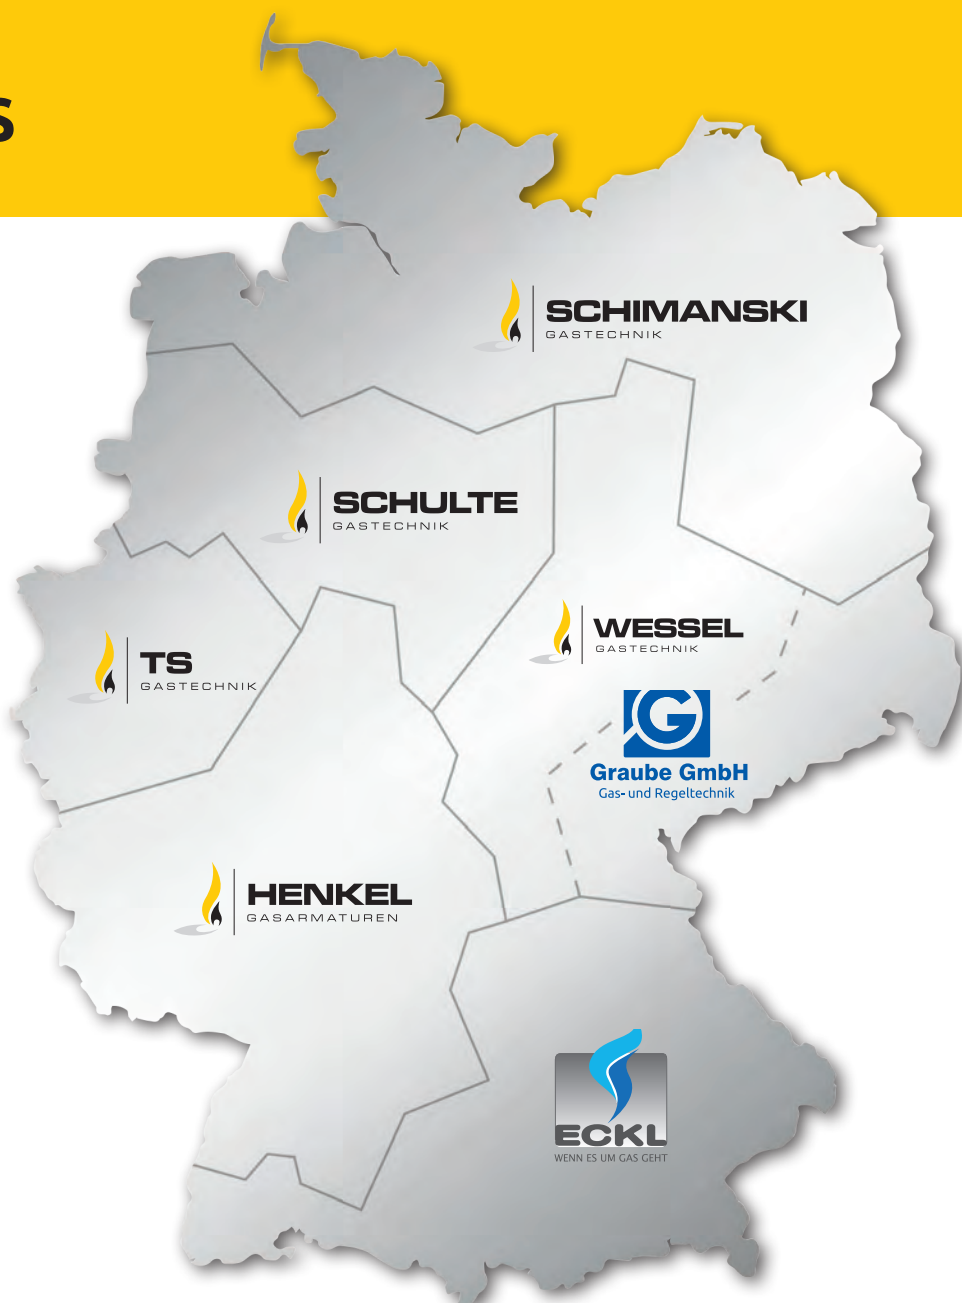 S
SCHIMANSKI
GASTECHNIK
SCHULTE
GASTECHNIK
WESSEL
GASTECHNIK
TS
GASTECHNIK
G
Graube GmbH
Gas- und Regeltechnik
HENKEL
GASARMATUREN
ECKL
WENN ES UM GAS GEHT